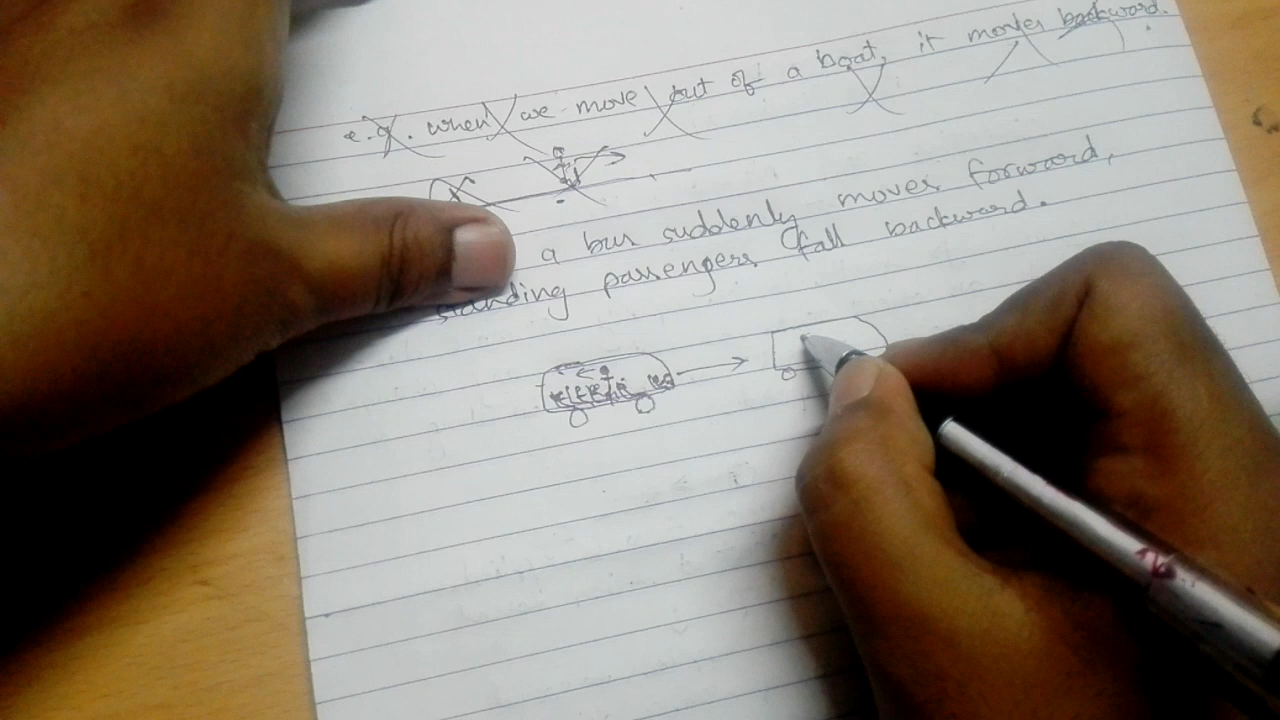 e.g. when we move out of a boat, it moves backward.
a bus suddenly moves forward,
standing passengers fall backward.